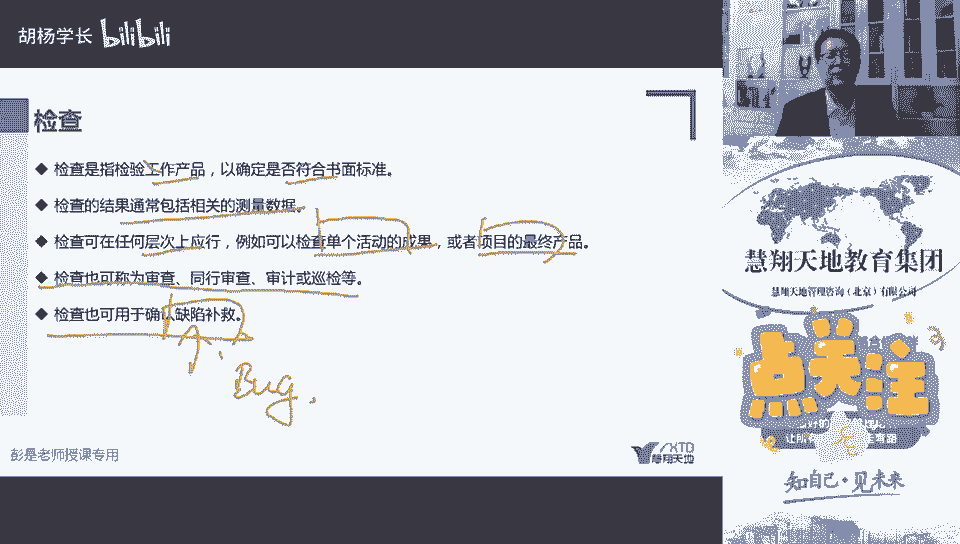 胡杨学长 bilibili
检查
◆ 检查是指检验工作产品，以确定是否符合书面标准。
◆ 检查的结果通常包括相关的测量数据。
◆ 检查可在任何层次上应行，例如可以检查单个活动的成果，或者项目的最终产品。
◆ 检查也可称为审查、同行审查、审计或巡检等。
◆ 检查也可用于确认缺陷补救。
Bug.
彭是老师授课专用
XTD
慧翔天地
慧翔天地教育集团
慧翔天地管理咨询（北京）有限公司
点关注
知自己·见未来